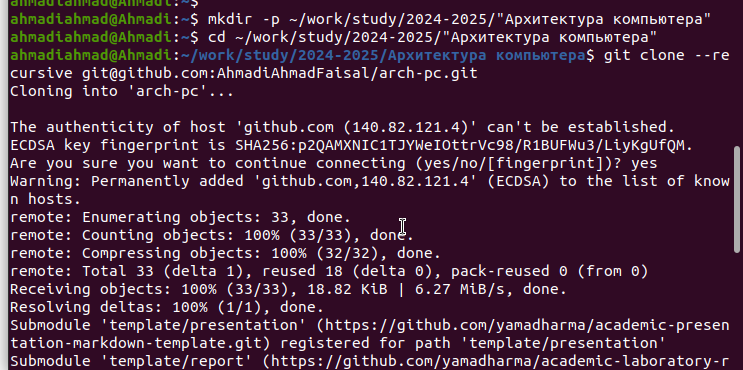 ahmadiahmad@Ahmadi:~$
ahmadiahmad@Ahmadi:~$ mkdir -p ~/work/study/2024-2025/"Архитектура компьютера"
ahmadiahmad@Ahmadi:~$ cd ~/work/study/2024-2025/"Архитектура компьютера"
ahmadiahmad@Ahmadi:~/work/study/2024-2025/Архитектура компьютера$ git clone --re
cursive git@github.com:AhmadiAhmadFaisal/arch-pc.git
Cloning into 'arch-pc'...
The authenticity of host 'github.com (140.82.121.4)' can't be established.
ECDSA key fingerprint is SHA256:p2QAMXNIC1TJYWeIOttrVc98/R1BUFWu3/LiyKgUfQM.
Are you sure you want to continue connecting (yes/no/[fingerprint])? yes
Warning: Permanently added 'github.com,140.82.121.4' (ECDSA) to the list of know
n hosts.
remote: Enumerating objects: 33, done.
remote: Counting objects: 100% (33/33), done.
remote: Compressing objects: 100% (32/32), done.
remote: Total 33 (delta 1), reused 18 (delta 0), pack-reused 0 (from 0)
Receiving objects: 100% (33/33), 18.82 KiB | 6.27 MiB/s, done.
Resolving deltas: 100% (1/1), done.
Submodule 'template/presentation' (https://github.com/yamadharma/academic-presen
tation-markdown-template.git) registered for path 'template/presentation'
Submodule 'template/report' (https://github.com/yamadharma/academic-laboratory-r